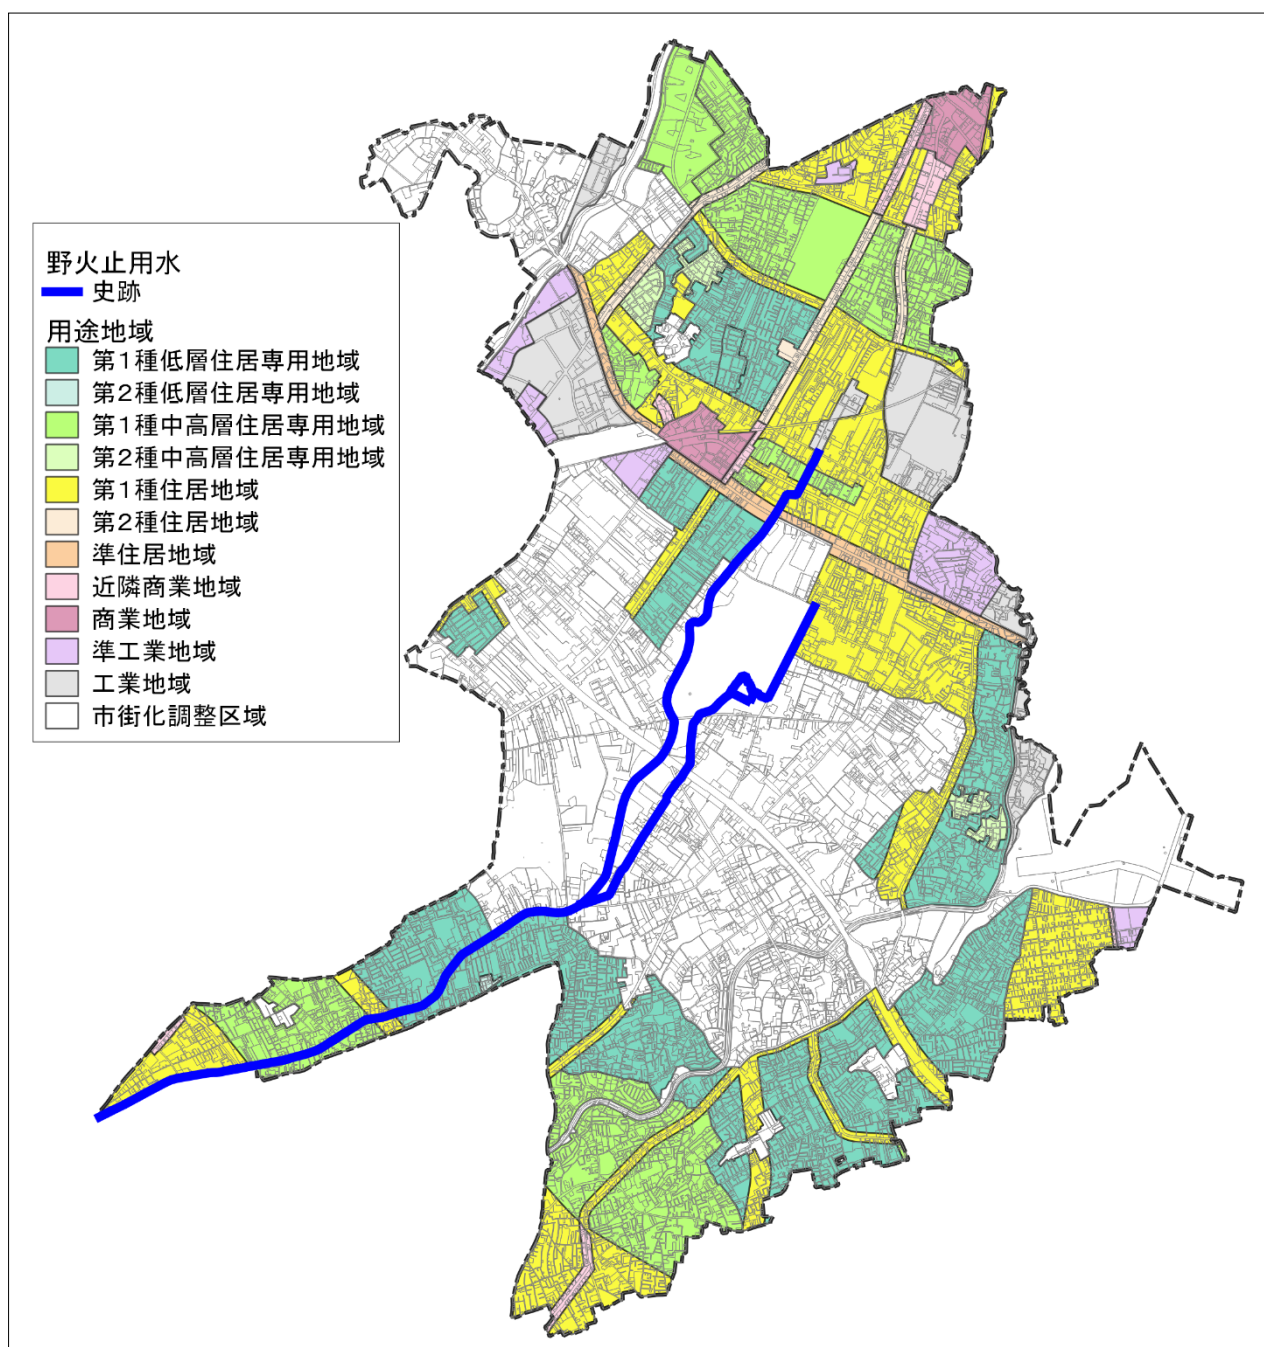 野火止用水
史跡
用途地域
第1種低層住居専用地域
第2種低層住居専用地域
第1種中高層住居専用地域
第2種中高層住居専用地域
第1種住居地域
第2種住居地域
準住居地域
近隣商業地域
商業地域
準工業地域
工業地域
市街化調整区域